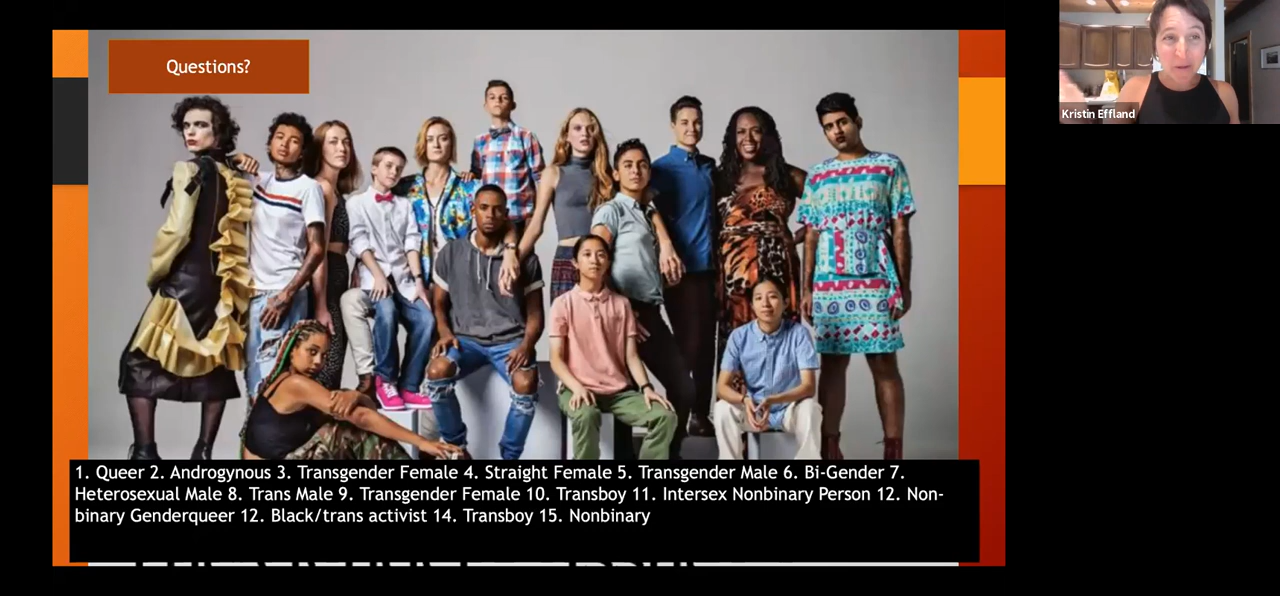 Questions?
Kristin Effland
1. Queer 2. Androgynous 3. Transgender Female 4. Straight Female 5. Transgender Male 6. Bi-Gender 7.
Heterosexual Male 8. Trans Male 9. Transgender Female 10. Transboy 11. Intersex Nonbinary Person 12. Non-
binary Genderqueer 12. Black/trans activist 14. Transboy 15. Nonbinary